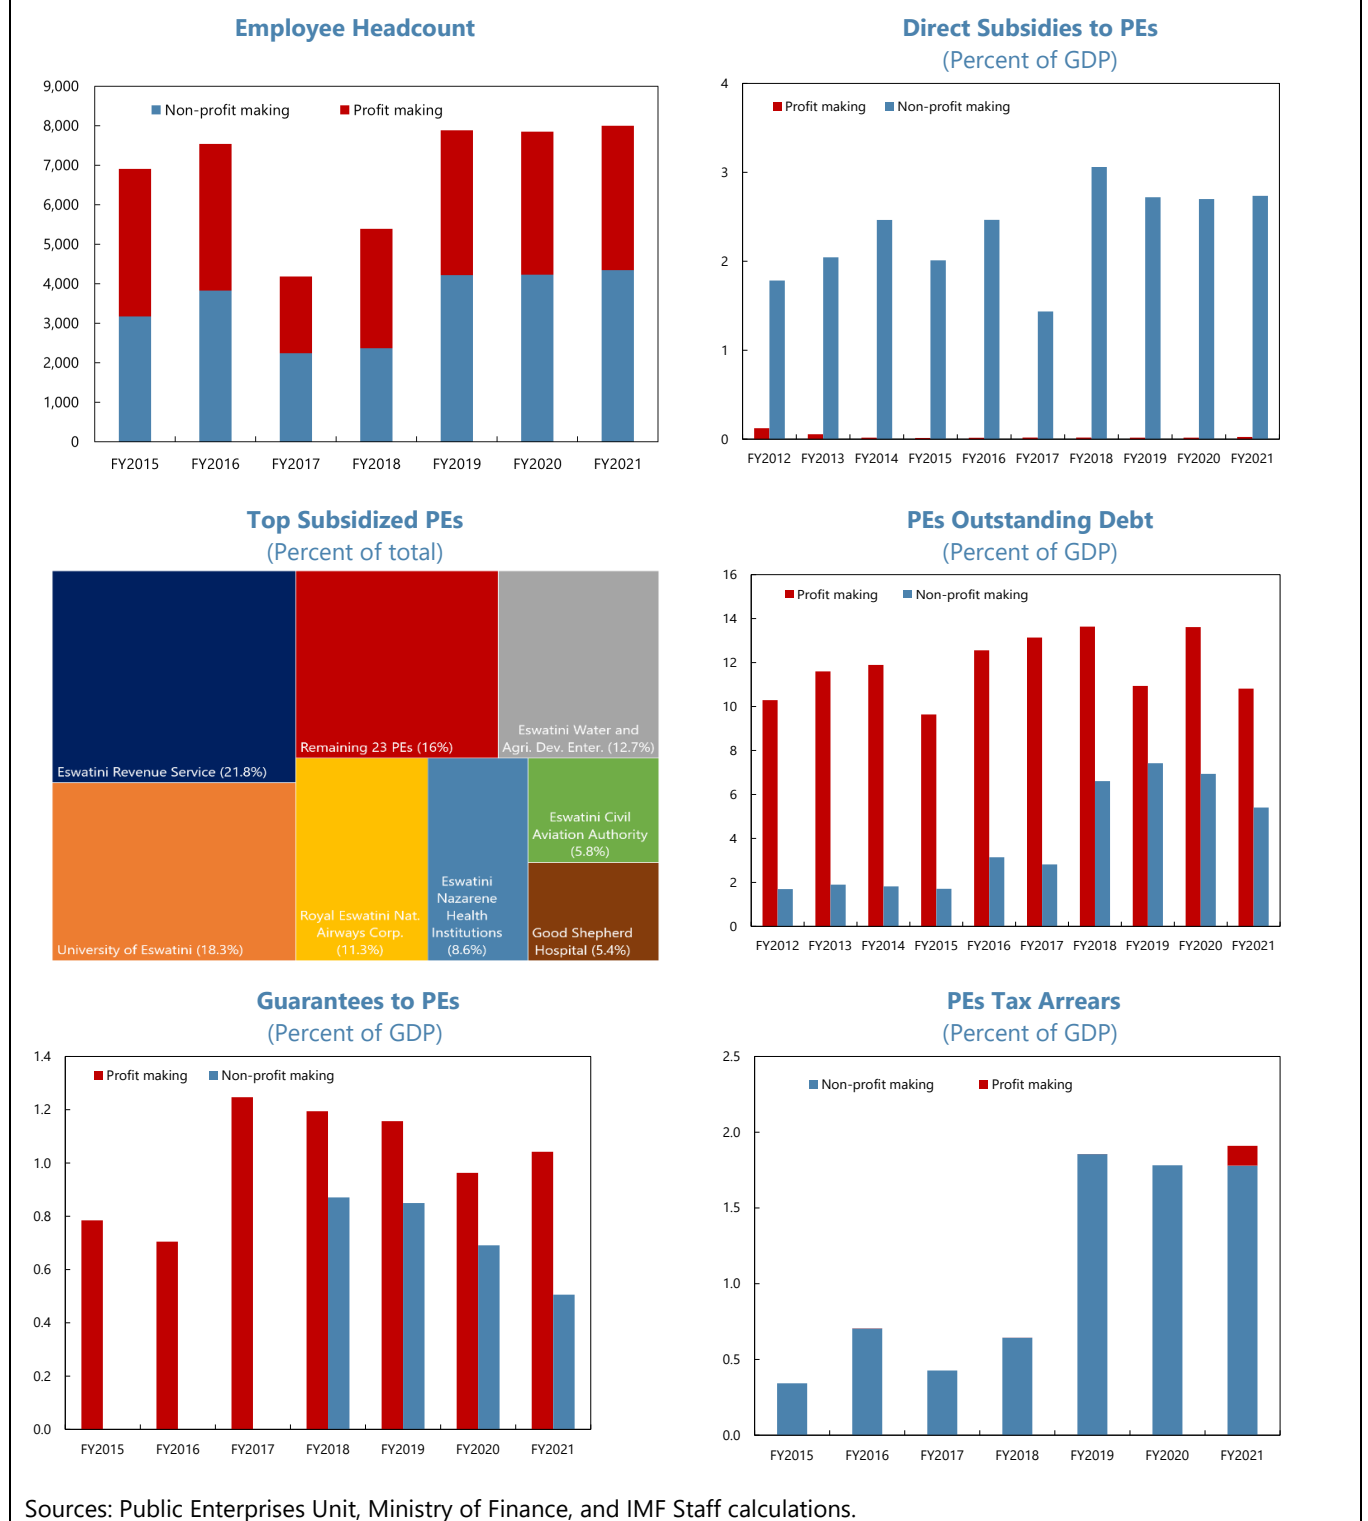 Employee Headcount
9,000
8,000
7,000
6,000
5,000
4,000
3,000
2,000
1,000
0
Non-profit making
Profit making
FY2015
FY2016
FY2017
FY2018
FY2019
FY2020
FY2021
Direct Subsidies to PEs
(Percent of GDP)
4
3
2
1
0
Profit making
Non-profit making
FY2012
FY2013
FY2014
FY2015
FY2016
FY2017
FY2018
FY2019
FY2020
FY2021
Top Subsidized PEs
(Percent of total)
Eswatini Revenue Service (21.8%)
Remaining 23 PEs (16%)
Eswatini Water and
Agri. Dev. Enter. (12.7%)
University of Eswatini (18.3%)
Royal Eswatini Nat.
Airways Corp.
(11.3%)
Eswatini
Nazarene
Health
Institutions
(8.6%)
Eswatini Civil
Aviation Authority
(5.8%)
Good Shepherd
Hospital (5.4%)
PEs Outstanding Debt
(Percent of GDP)
16
14
12
10
8
6
4
2
0
Profit making
Non-profit making
FY2012
FY2013
FY2014
FY2015
FY2016
FY2017
FY2018
FY2019
FY2020
FY2021
Guarantees to PEs
(Percent of GDP)
1.4
1.2
1.0
0.8
0.6
0.4
0.2
0.0
Profit making
Non-profit making
FY2015
FY2016
FY2017
FY2018
FY2019
FY2020
FY2021
PEs Tax Arrears
(Percent of GDP)
2.5
2.0
1.5
1.0
0.5
0.0
Non-profit making
Profit making
FY2015
FY2016
FY2017
FY2018
FY2019
FY2020
FY2021
Sources: Public Enterprises Unit, Ministry of Finance, and IMF Staff calculations.